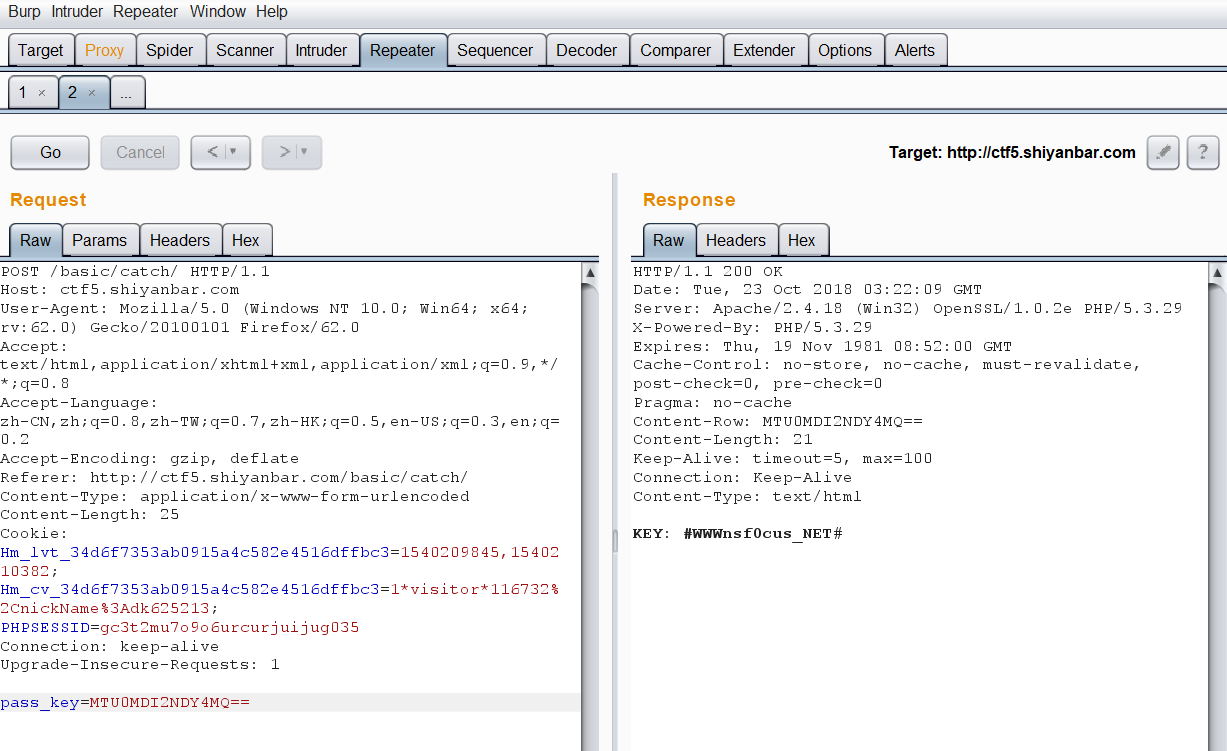 Burp Intruder Repeater Window Help
Target Proxy Spider Scanner Intruder Repeater Sequencer Decoder Comparer Extender Options Alerts
1 × 2 × ...
Go Cancel < > Target: http://ctf5.shiyanbar.com ?
Request
Raw Params Headers Hex
POST /basic/catch/ HTTP/1.1
Host: ctf5.shiyanbar.com
User-Agent: Mozilla/5.0 (Windows NT 10.0; Win64; x64;
rv:62.0) Gecko/20100101 Firefox/62.0
Accept:
text/html,application/xhtml+xml,application/xml;q=0.9,*/
*;q=0.8
Accept-Language:
zh-CN,zh;q=0.8,zh-TW;q=0.7,zh-HK;q=0.5,en-US;q=0.3,en;q=
0.2
Accept-Encoding: gzip, deflate
Referer: http://ctf5.shiyanbar.com/basic/catch/
Content-Type: application/x-www-form-urlencoded
Content-Length: 25
Cookie:
Hm_lvt_34d6f7353ab0915a4c582e4516dffbc3=1540209845,15402
10382;
Hm_cv_34d6f7353ab0915a4c582e4516dffbc3=1*visitor*116732%
2CnickName%3Adk625213;
PHPSESSID=gc3t2mu7o9o6urcurjuijug035
Connection: keep-alive
Upgrade-Insecure-Requests: 1
pass_key=MTU0MDI2NDY4MQ==
Response
Raw Headers Hex
HTTP/1.1 200 OK
Date: Tue, 23 Oct 2018 03:22:09 GMT
Server: Apache/2.4.18 (Win32) OpenSSL/1.0.2e PHP/5.3.29
X-Powered-By: PHP/5.3.29
Expires: Thu, 19 Nov 1981 08:52:00 GMT
Cache-Control: no-store, no-cache, must-revalidate,
post-check=0, pre-check=0
Pragma: no-cache
Content-Row: MTU0MDI2NDY4MQ==
Content-Length: 21
Keep-Alive: timeout=5, max=100
Connection: Keep-Alive
Content-Type: text/html
KEY: #WWWnsf0cus_NET#